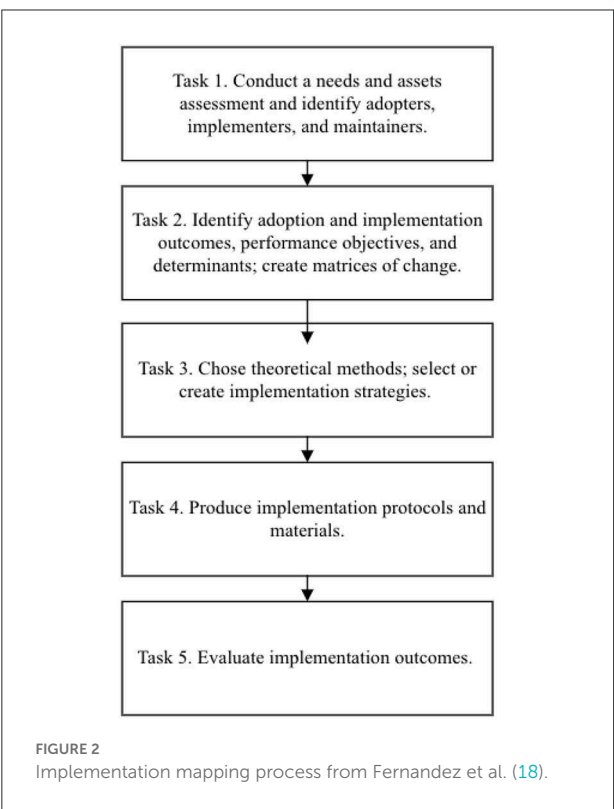 Task 1. Conduct a needs and assets
assessment and identify adopters,
implementers, and maintainers.
Task 2. Identify adoption and implementation
outcomes, performance objectives, and
determinants; create matrices of change.
Task 3. Chose theoretical methods; select or
create implementation strategies.
Task 4. Produce implementation protocols and
materials.
Task 5. Evaluate implementation outcomes.
FIGURE 2
Implementation mapping process from Fernandez et al. (18).